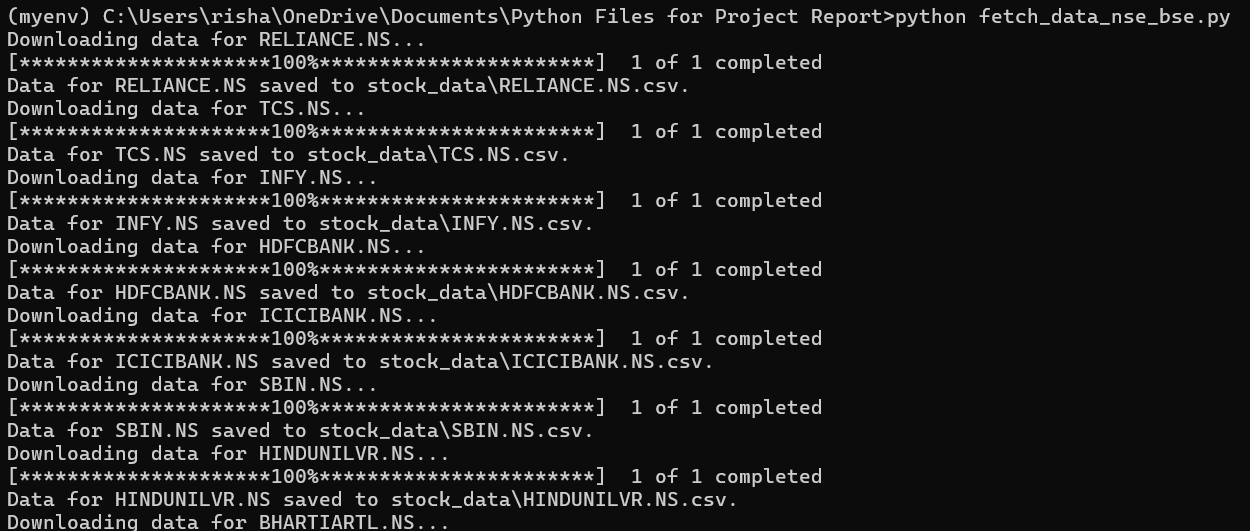 (myenv) C:\Users\risha\OneDrive\Documents\Python Files for Project Report>python fetch_data_nse_bse.py
Downloading data for RELIANCE.NS...
[*********************100%***********************]  1 of 1 completed
Data for RELIANCE.NS saved to stock_data\RELIANCE.NS.csv.
Downloading data for TCS.NS...
[*********************100%***********************]  1 of 1 completed
Data for TCS.NS saved to stock_data\TCS.NS.csv.
Downloading data for INFY.NS...
[*********************100%***********************]  1 of 1 completed
Data for INFY.NS saved to stock_data\INFY.NS.csv.
Downloading data for HDFCBANK.NS...
[*********************100%***********************]  1 of 1 completed
Data for HDFCBANK.NS saved to stock_data\HDFCBANK.NS.csv.
Downloading data for ICICIBANK.NS...
[*********************100%***********************]  1 of 1 completed
Data for ICICIBANK.NS saved to stock_data\ICICIBANK.NS.csv.
Downloading data for SBIN.NS...
[*********************100%***********************]  1 of 1 completed
Data for SBIN.NS saved to stock_data\SBIN.NS.csv.
Downloading data for HINDUNILVR.NS...
[*********************100%***********************]  1 of 1 completed
Data for HINDUNILVR.NS saved to stock_data\HINDUNILVR.NS.csv.
Downloading data for BHARTIARTL.NS...